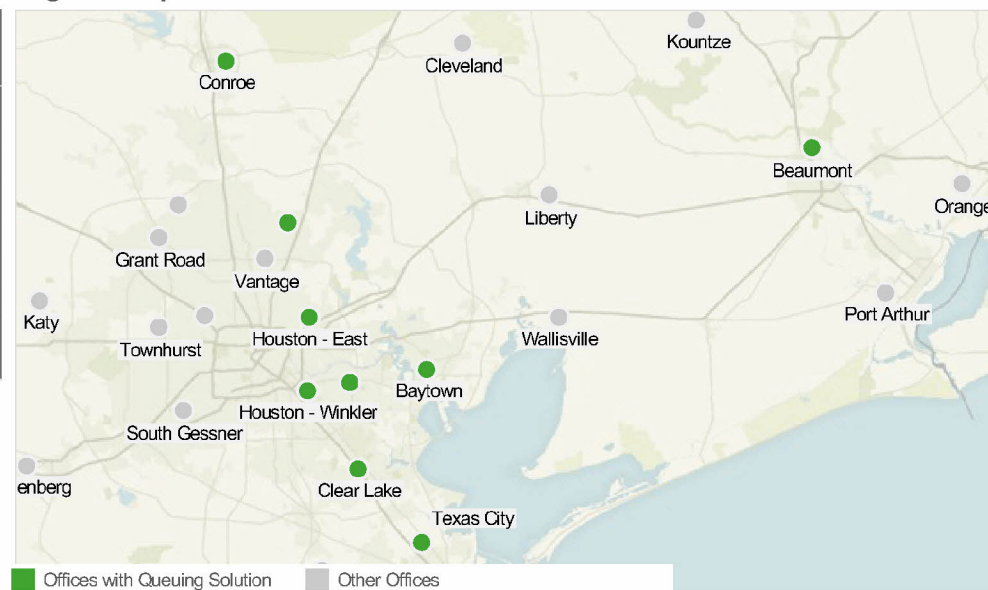 Kountze
Cleveland
Conroe
Beaumont
Orange
Liberty
Grant Road
Vantage
Katy
Port Arthur
Houston - East
Wallisville
Townhurst
Baytown
Houston - Winkler
South Gessner
enberg
Clear Lake
Texas City
Offices with Queuing Solution
Other Offices